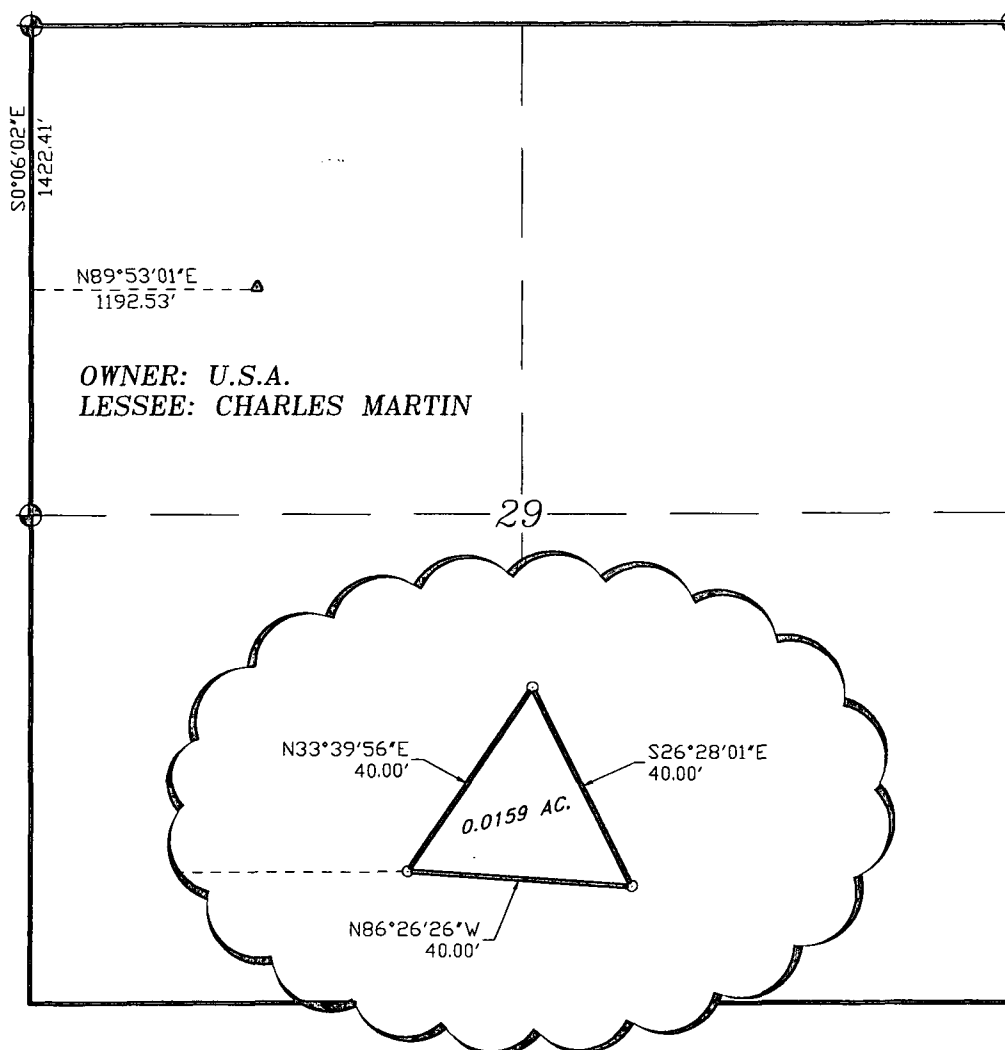 S0°06'02"E
1422.41'
N89°53'01"E
1192.53'
OWNER: U.S.A.
LESSEE: CHARLES MARTIN
29
N33°39'56"E
40.00'
S26°28'01"E
40.00'
0.0159 AC.
N86°26'26"W
40.00'